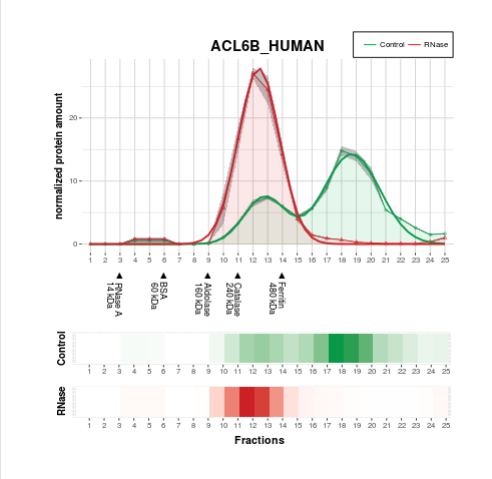 ACL6B_HUMAN
Control RNase
normalized protein amount
20
10
0
1 2 3 4 5 6 7 8 9 10 11 12 13 14 15 16 17 18 19 20 21 22 23 24 25
RNase A
14 kDa
BSA
60 kDa
Aldolase
160 kDa
Catalase
240 kDa
Ferritin
480 kDa
Control
1 2 3 4 5 6 7 8 9 10 11 12 13 14 15 16 17 18 19 20 21 22 23 24 25
RNase
1 2 3 4 5 6 7 8 9 10 11 12 13 14 15 16 17 18 19 20 21 22 23 24 25
Fractions